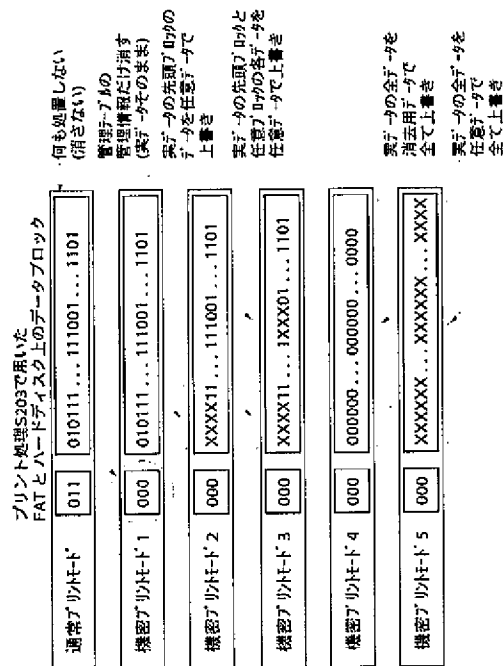 プリント処理S203で用いた
FATとハードディスク上のデータブロック
通常プリントモード 011 010111...111001...1101
何も処置しない
(消さない)
機密プリントモード1 000 010111...111001...1101
管理テーブルの
管理情報だけ消す
(実データそのまま)
機密プリントモード2 000 XXXX11...111001...1101
実データの先頭ブロックの
データを任意データで
上書き
機密プリントモード3 000 XXXX11...1XXX01...1101
実データの先頭ブロックと
任意ブロックの各データを
任意データで上書き
機密プリントモード4 000 000000...000000...0000
実データの全データを
消去用データで
全て上書き
機密プリントモード5 000 XXXXXX...XXXXXX...XXXX
実データの全データを
任意データで
全て上書き